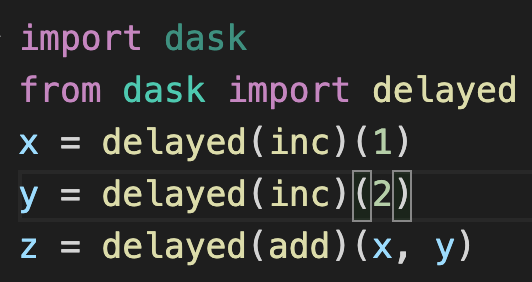 import dask
from dask import delayed
x = delayed(inc)(1)
y = delayed(inc)(2)
z = delayed(add)(x, y)